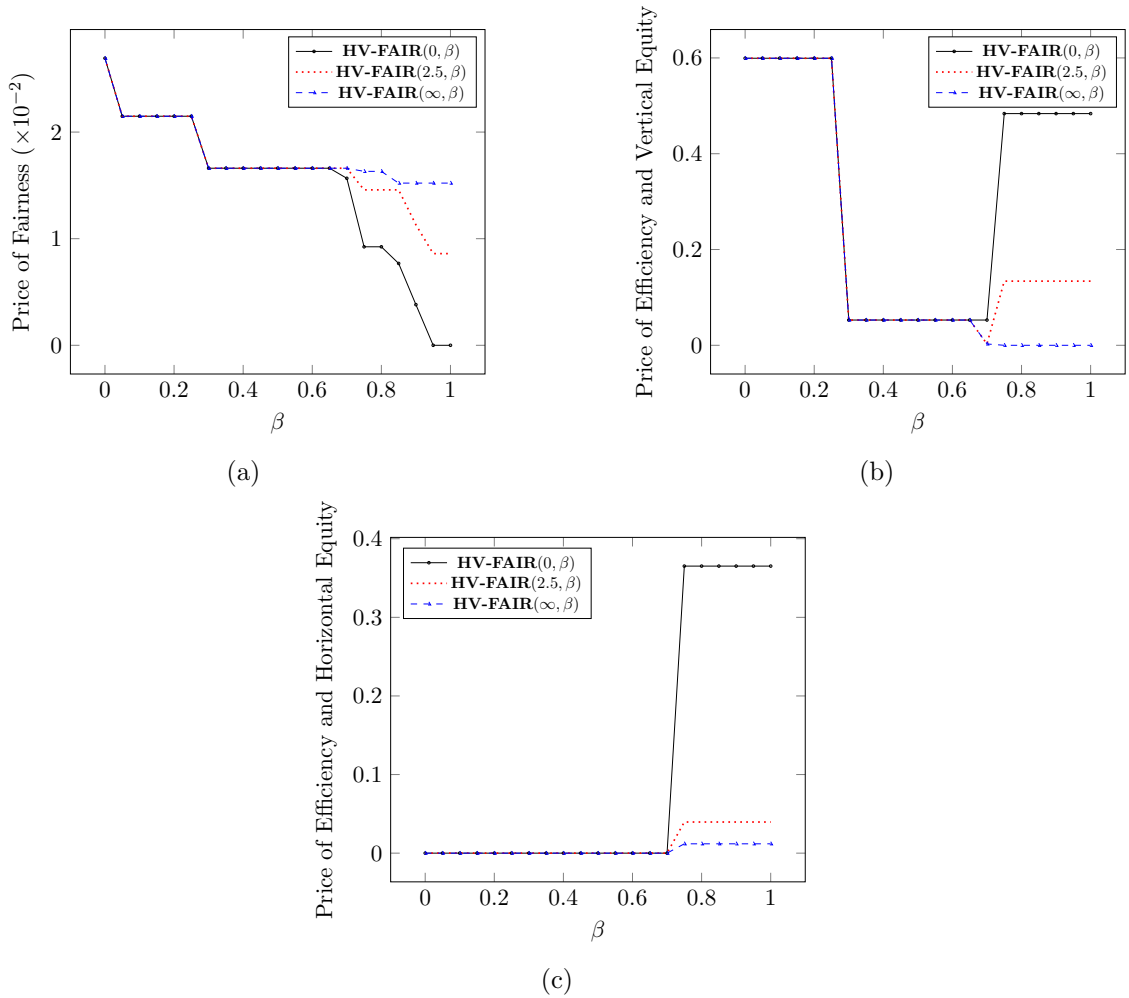 Price of Fairness (×10⁻²)
2
1
0
0 0.2 0.4 0.6 0.8 1
β
HV-FAIR(0, β)
HV-FAIR(2.5, β)
HV-FAIR(∞, β)
(a)
Price of Efficiency and Vertical Equity
0.6
0.4
0.2
0
0 0.2 0.4 0.6 0.8 1
β
HV-FAIR(0, β)
HV-FAIR(2.5, β)
HV-FAIR(∞, β)
(b)
Price of Efficiency and Horizontal Equity
0.4
0.3
0.2
0.1
0
0 0.2 0.4 0.6 0.8 1
β
HV-FAIR(0, β)
HV-FAIR(2.5, β)
HV-FAIR(∞, β)
(c)